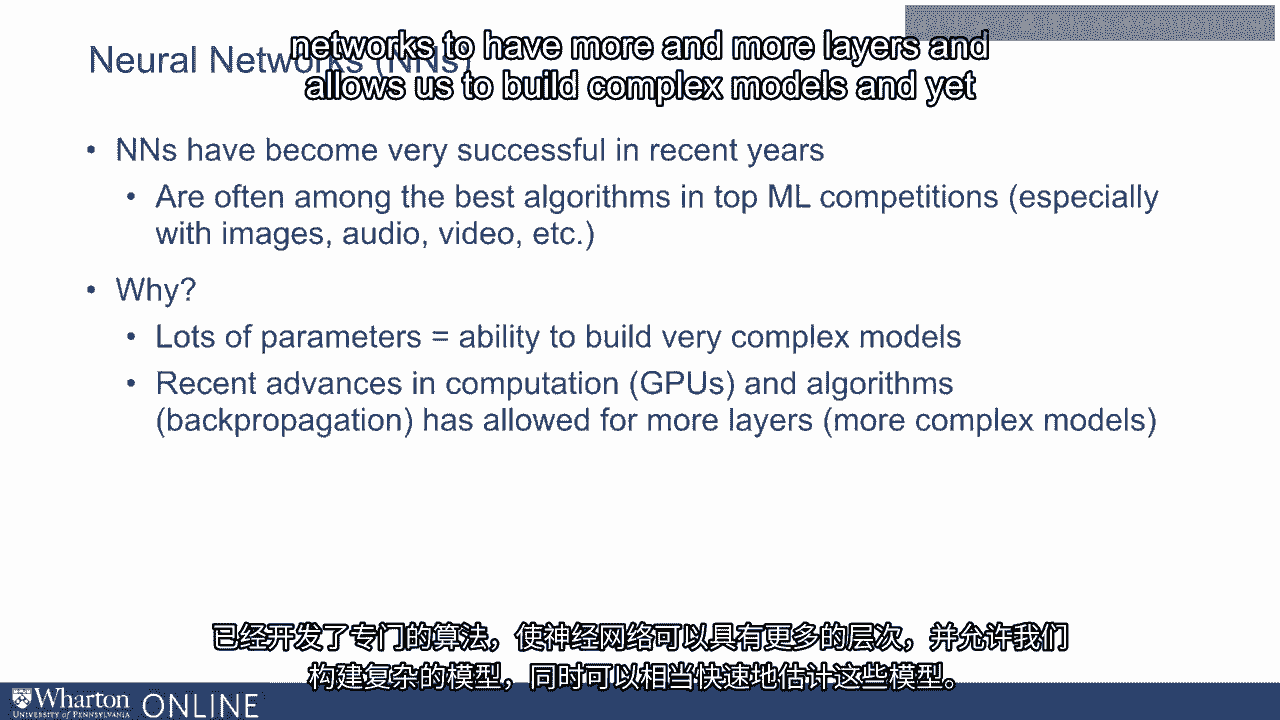 networks to have more and more layers and
allows us to build complex models and yet
Neural Networks (NNs)
• NNs have become very successful in recent years
• Are often among the best algorithms in top ML competitions (especially
with images, audio, video, etc.)
• Why?
• Lots of parameters = ability to build very complex models
• Recent advances in computation (GPUs) and algorithms
(backpropagation) has allowed for more layers (more complex models)
已经开发了专门的算法，使神经网络可以具有更多的层次，并允许我们
构建复杂的模型，同时可以相当快速地估计这些模型。
Wharton ONLINE
UNIVERSITY of PENNSYLVANIA